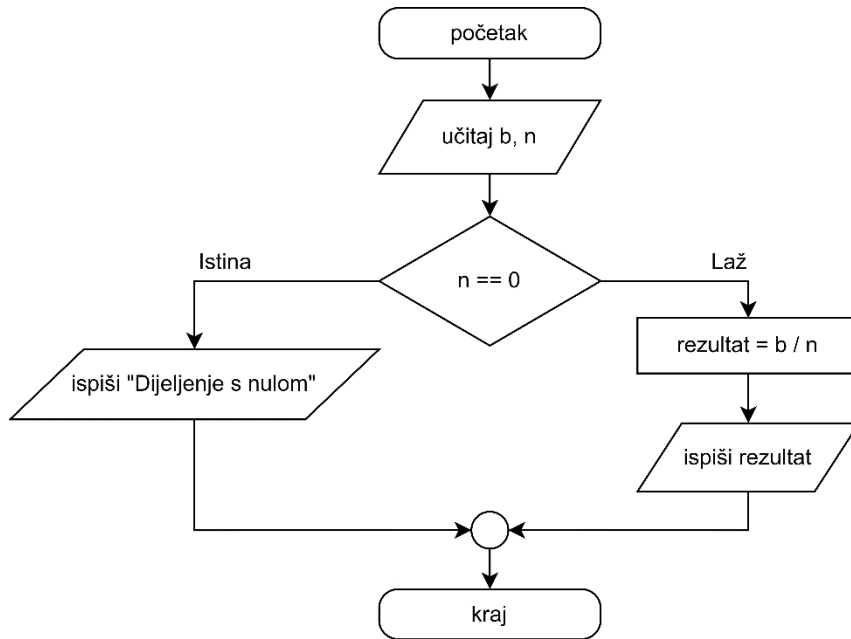 početak
učitaj b, n
n == 0
Istina
Laž
ispiši "Dijeljenje s nulom"
rezultat = b / n
ispiši rezultat
kraj